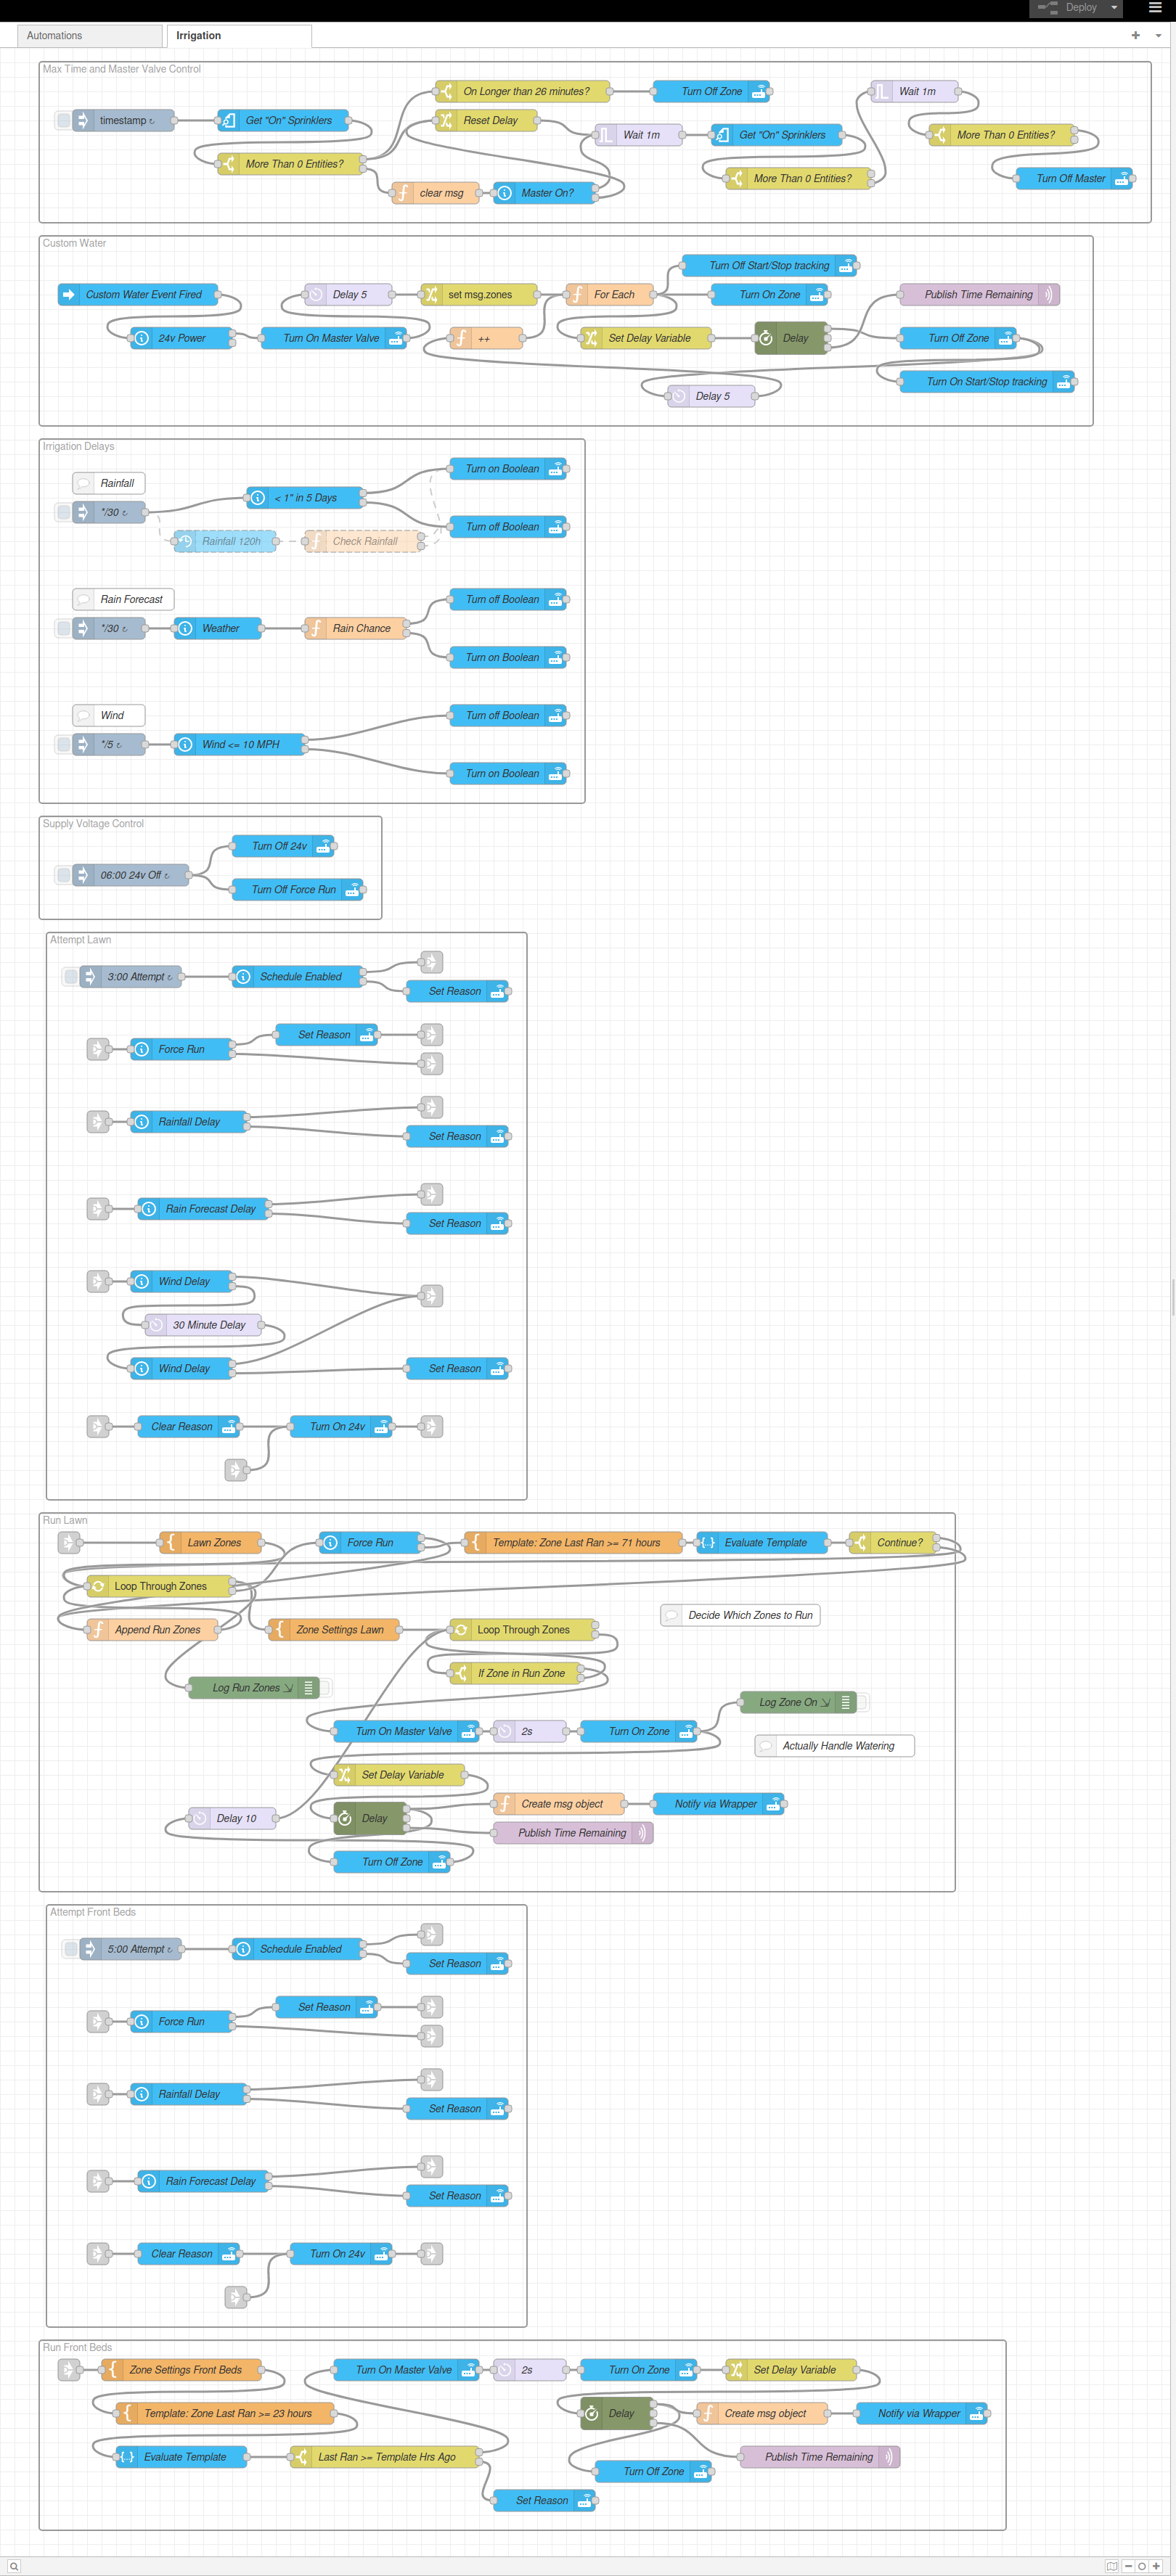 Deploy
Automations
Irrigation
Max Time and Master Valve Control
On Longer than 26 minutes?
Turn Off Zone
Wait 1m
timestamp ↻
Get "On" Sprinklers
Reset Delay
Wait 1m
Get "On" Sprinklers
More Than 0 Entities?
More Than 0 Entities?
More Than 0 Entities?
Turn Off Master
clear msg
Master On?
Custom Water
Turn Off Start/Stop tracking
Custom Water Event Fired
Delay 5
set msg.zones
For Each
Turn On Zone
Publish Time Remaining
24v Power
Turn On Master Valve
++
Set Delay Variable
Delay
Turn Off Zone
Turn On Start/Stop tracking
Delay 5
Irrigation Delays
Turn on Boolean
Rainfall
< 1" in 5 Days
*/30 ↻
Turn off Boolean
Rainfall 120h
Check Rainfall
Rain Forecast
Turn off Boolean
*/30 ↻
Weather
Rain Chance
Turn on Boolean
Wind
Turn off Boolean
*/5 ↻
Wind <= 10 MPH
Turn on Boolean
Supply Voltage Control
Turn Off 24v
06:00 24v Off ↻
Turn Off Force Run
Attempt Lawn
3:00 Attempt ↻
Schedule Enabled
Set Reason
Set Reason
Force Run
Rainfall Delay
Set Reason
Rain Forecast Delay
Set Reason
Wind Delay
30 Minute Delay
Wind Delay
Set Reason
Clear Reason
Turn On 24v
Run Lawn
Lawn Zones
Force Run
Template: Zone Last Ran >= 71 hours
Evaluate Template
Continue?
Loop Through Zones
Decide Which Zones to Run
Append Run Zones
Zone Settings Lawn
Loop Through Zones
If Zone in Run Zone
Log Run Zones ⇲
Log Zone On ⇲
Turn On Master Valve
2s
Turn On Zone
Actually Handle Watering
Set Delay Variable
Create msg object
Notify via Wrapper
Delay 10
Delay
Publish Time Remaining
Turn Off Zone
Attempt Front Beds
5:00 Attempt ↻
Schedule Enabled
Set Reason
Set Reason
Force Run
Rainfall Delay
Set Reason
Rain Forecast Delay
Set Reason
Clear Reason
Turn On 24v
Run Front Beds
Zone Settings Front Beds
Turn On Master Valve
2s
Turn On Zone
Set Delay Variable
Template: Zone Last Ran >= 23 hours
Delay
Create msg object
Notify via Wrapper
Evaluate Template
Last Ran >= Template Hrs Ago
Publish Time Remaining
Turn Off Zone
Set Reason